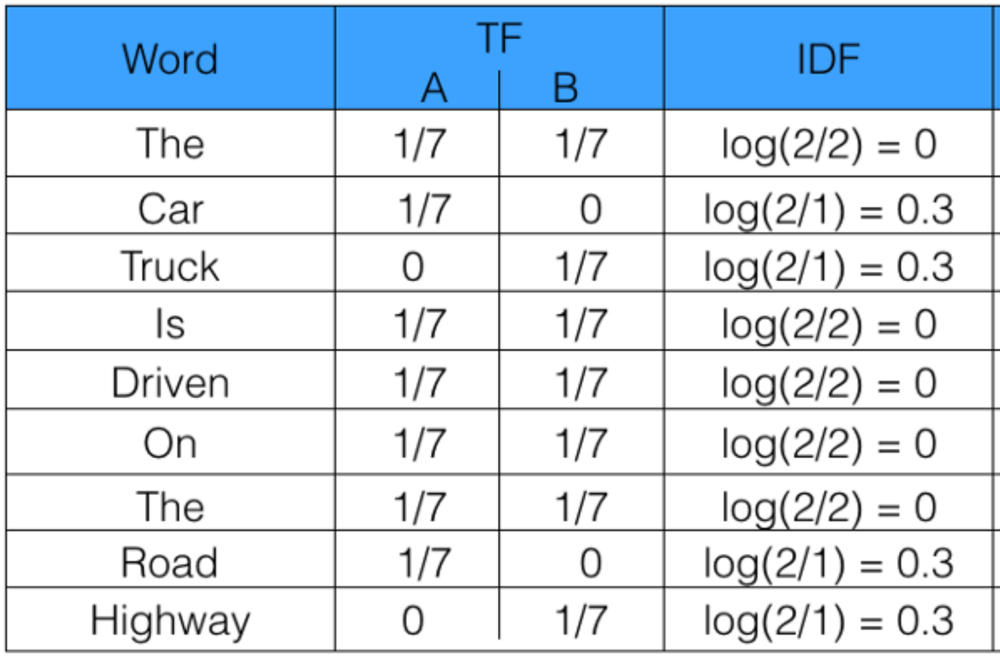 Word TF IDF
A B
The 1/7 1/7 log(2/2) = 0
Car 1/7 0 log(2/1) = 0.3
Truck 0 1/7 log(2/1) = 0.3
Is 1/7 1/7 log(2/2) = 0
Driven 1/7 1/7 log(2/2) = 0
On 1/7 1/7 log(2/2) = 0
The 1/7 1/7 log(2/2) = 0
Road 1/7 0 log(2/1) = 0.3
Highway 0 1/7 log(2/1) = 0.3